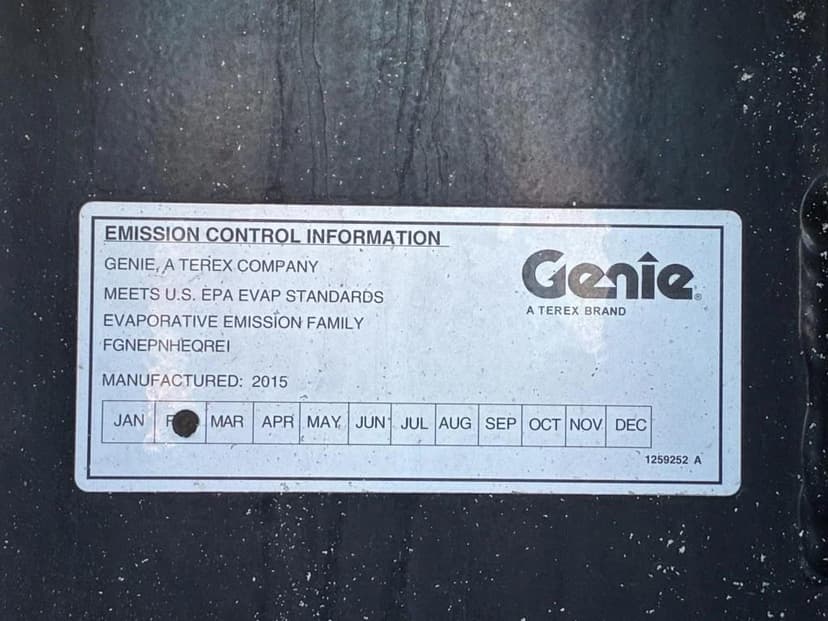 EMISSION CONTROL INFORMATION
Genie®
A TEREX BRAND
GENIE, A TEREX COMPANY
MEETS U.S. EPA EVAP STANDARDS
EVAPORATIVE EMISSION FAMILY
FGNEPNHEQREI
MANUFACTURED: 2015
JAN MAR APR MAY JUN JUL AUG SEP OCT NOV DEC
1259252 A